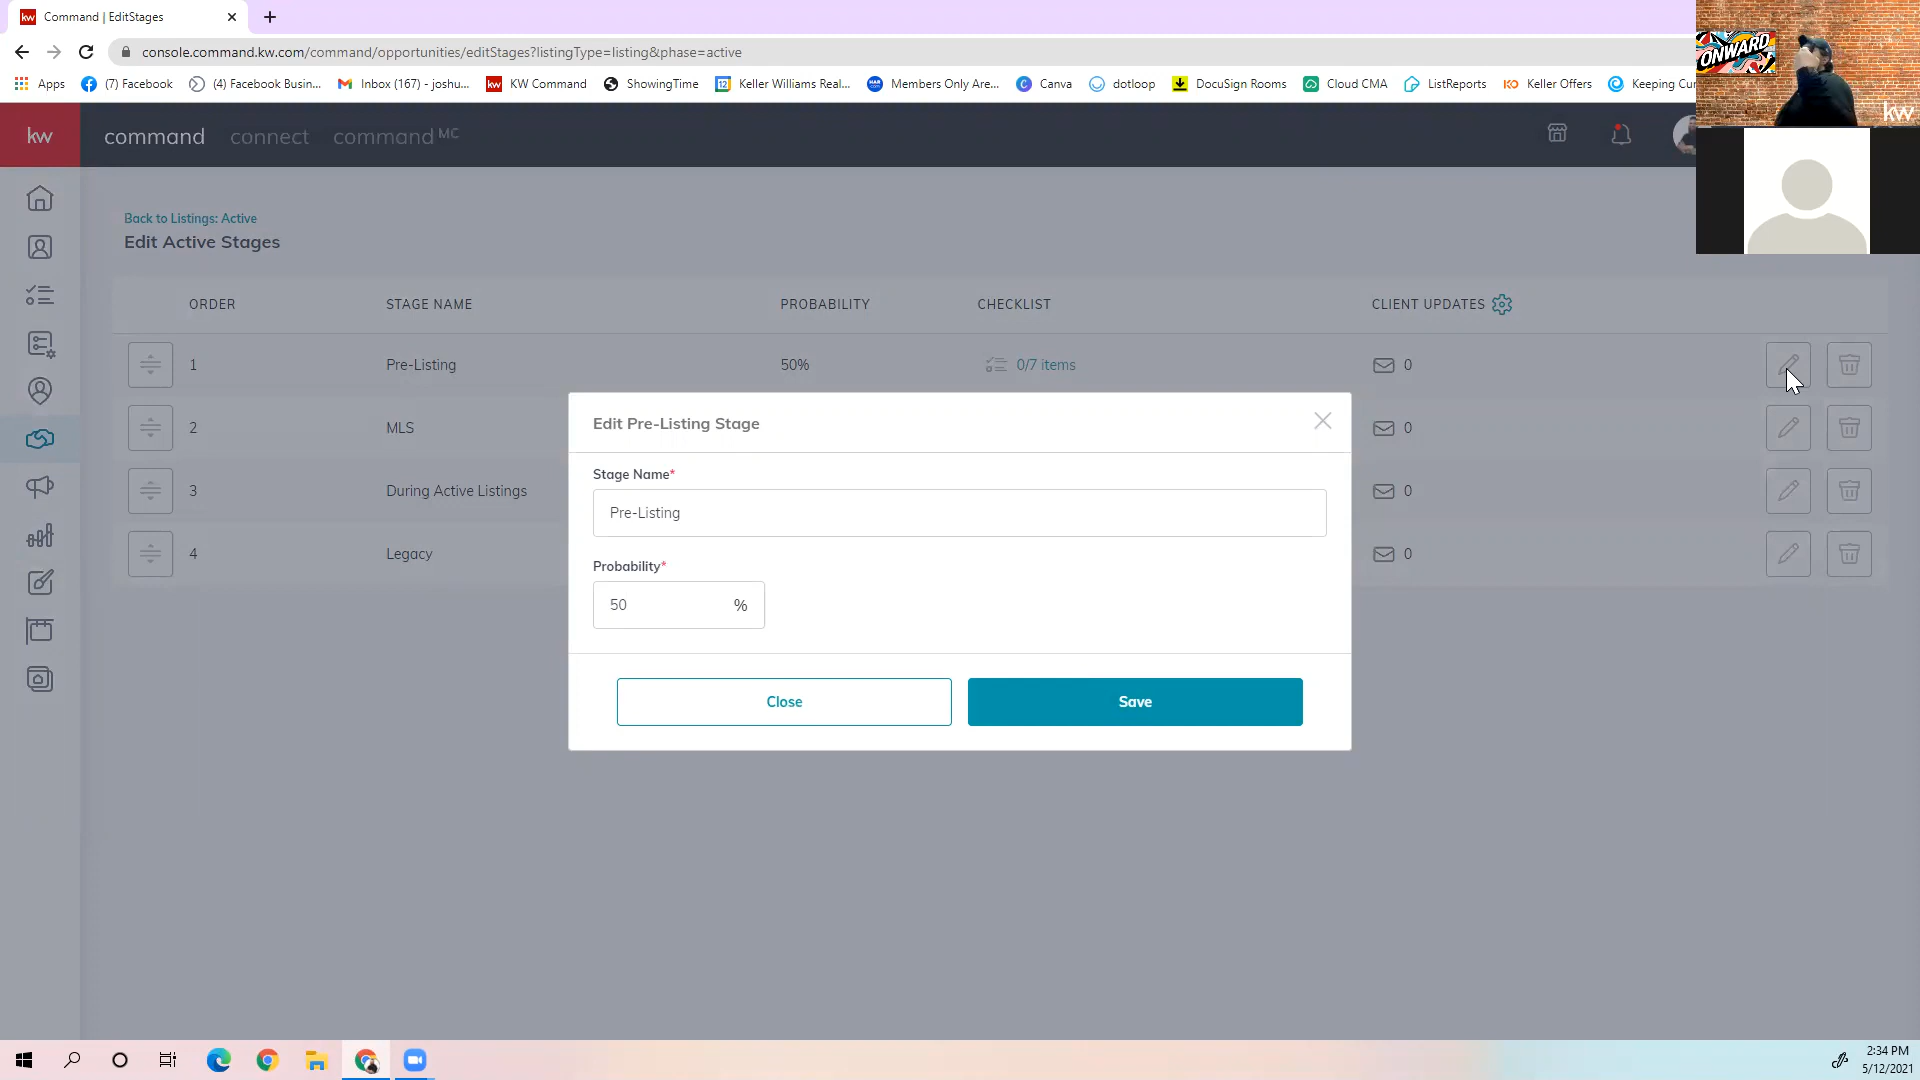 kw Command | EditStages
console.command.kw.com/command/opportunities/editStages?listingType=listing&phase=active
Apps (7) Facebook (4) Facebook Busin... Inbox (167) - joshu... KW Command ShowingTime Keller Williams Real... Members Only Are... Canva dotloop DocuSign Rooms Cloud CMA ListReports KO Keller Offers Keeping Cur
ONWARD
kw
kw command connect command MC
Back to Listings: Active
Edit Active Stages
ORDER STAGE NAME PROBABILITY CHECKLIST CLIENT UPDATES
1 Pre-Listing 50% 0/7 items 0
2 MLS 0
3 During Active Listings 0
4 Legacy 0
Edit Pre-Listing Stage
Stage Name*
Pre-Listing
Probability*
50 %
Close Save
2:34 PM
5/12/2021